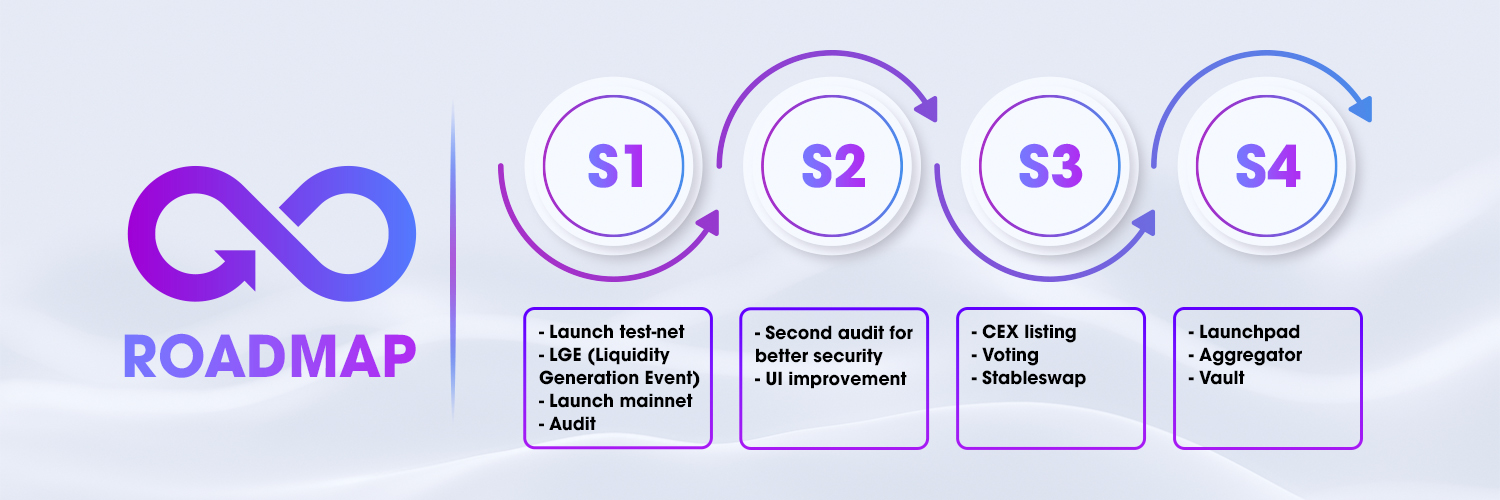 ROADMAP
S1
S2
S3
S4
- Launch test-net
- LGE (Liquidity
Generation Event)
- Launch mainnet
- Audit
- Second audit for
better security
- UI improvement
- CEX listing
- Voting
- Stableswap
- Launchpad
- Aggregator
- Vault